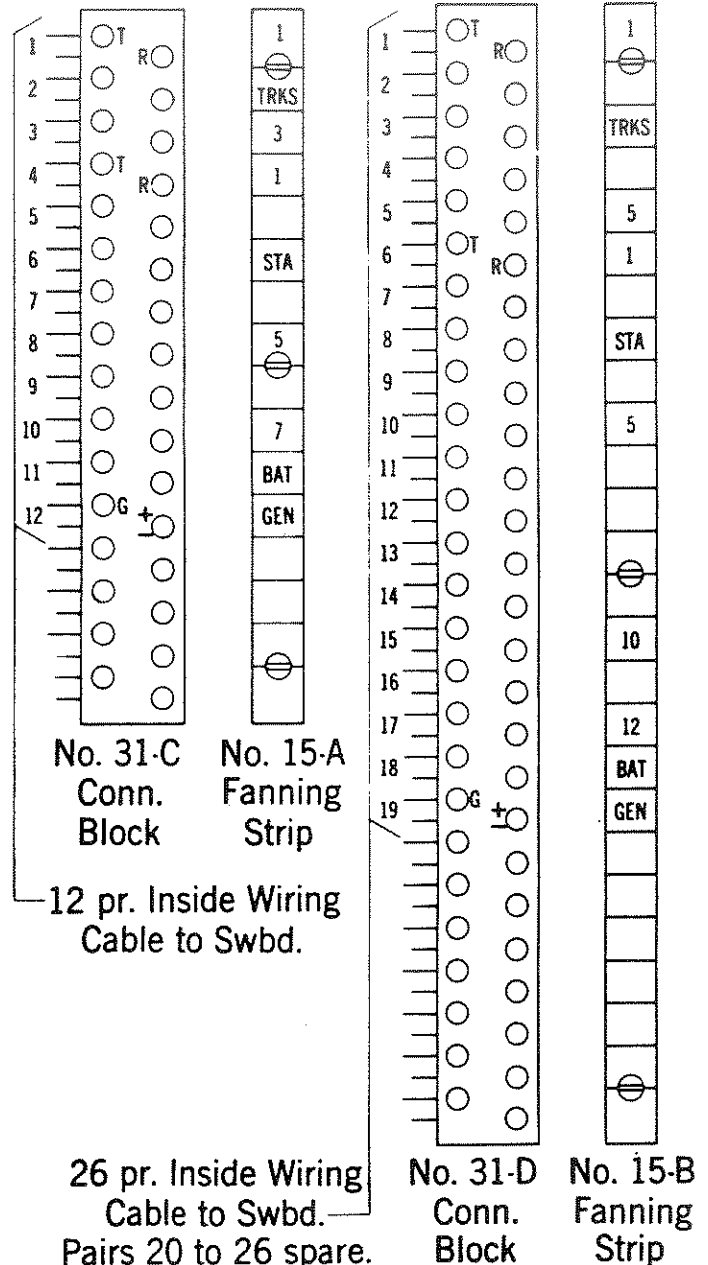 1
2
3
4
5
6
7
8
9
10
11
12
T
R
T
R
G
+
−
1
TRKS
3
1
STA
5
7
BAT
GEN
No. 31-C
Conn.
Block
No. 15-A
Fanning
Strip
12 pr. Inside Wiring
Cable to Swbd.
1
2
3
4
5
6
7
8
9
10
11
12
13
14
15
16
17
18
19
T
R
T
R
G
+
−
1
TRKS
5
1
STA
5
10
12
BAT
GEN
26 pr. Inside Wiring
Cable to Swbd.
Pairs 20 to 26 spare.
No. 31-D
Conn.
Block
No. 15-B
Fanning
Strip